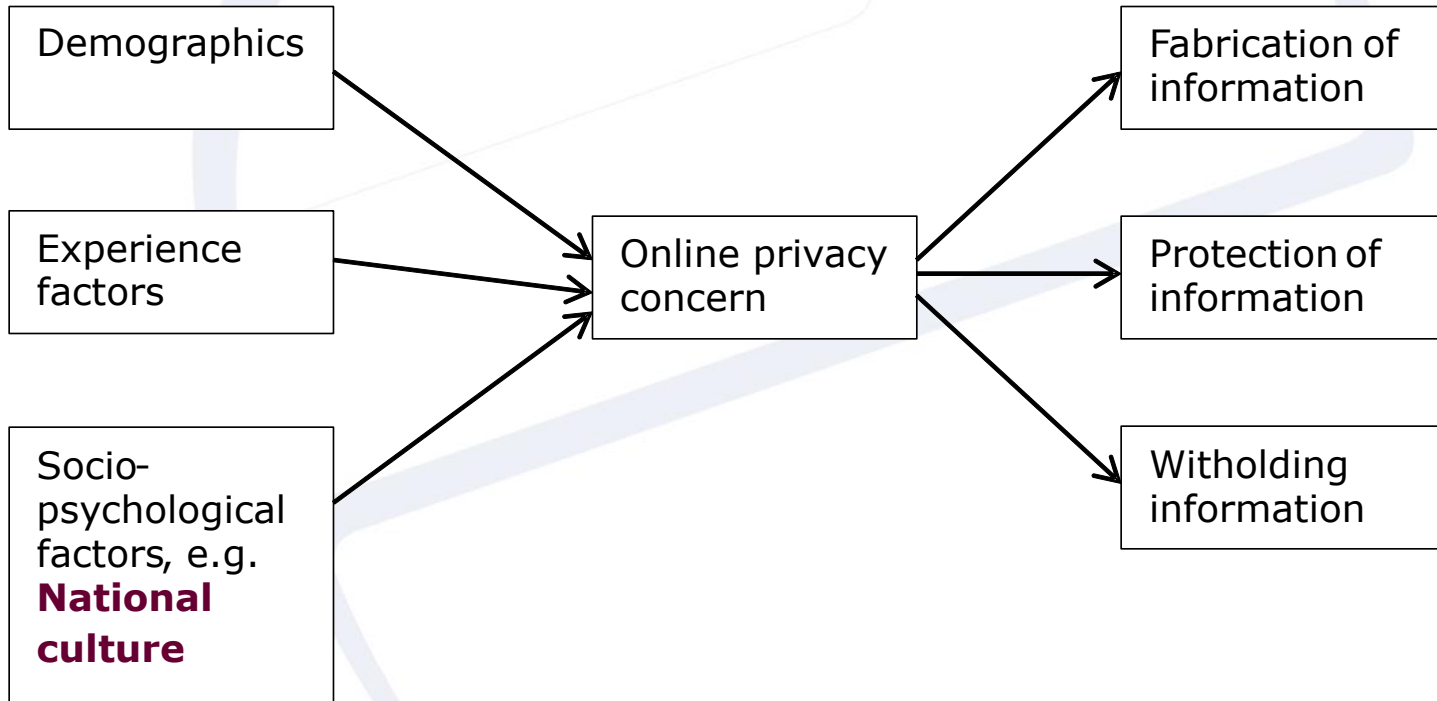 Demographics
Experience
factors
Socio-
psychological
factors, e.g.
National
culture
Online privacy
concern
Fabrication of
information
Protection of
information
Witholding
information